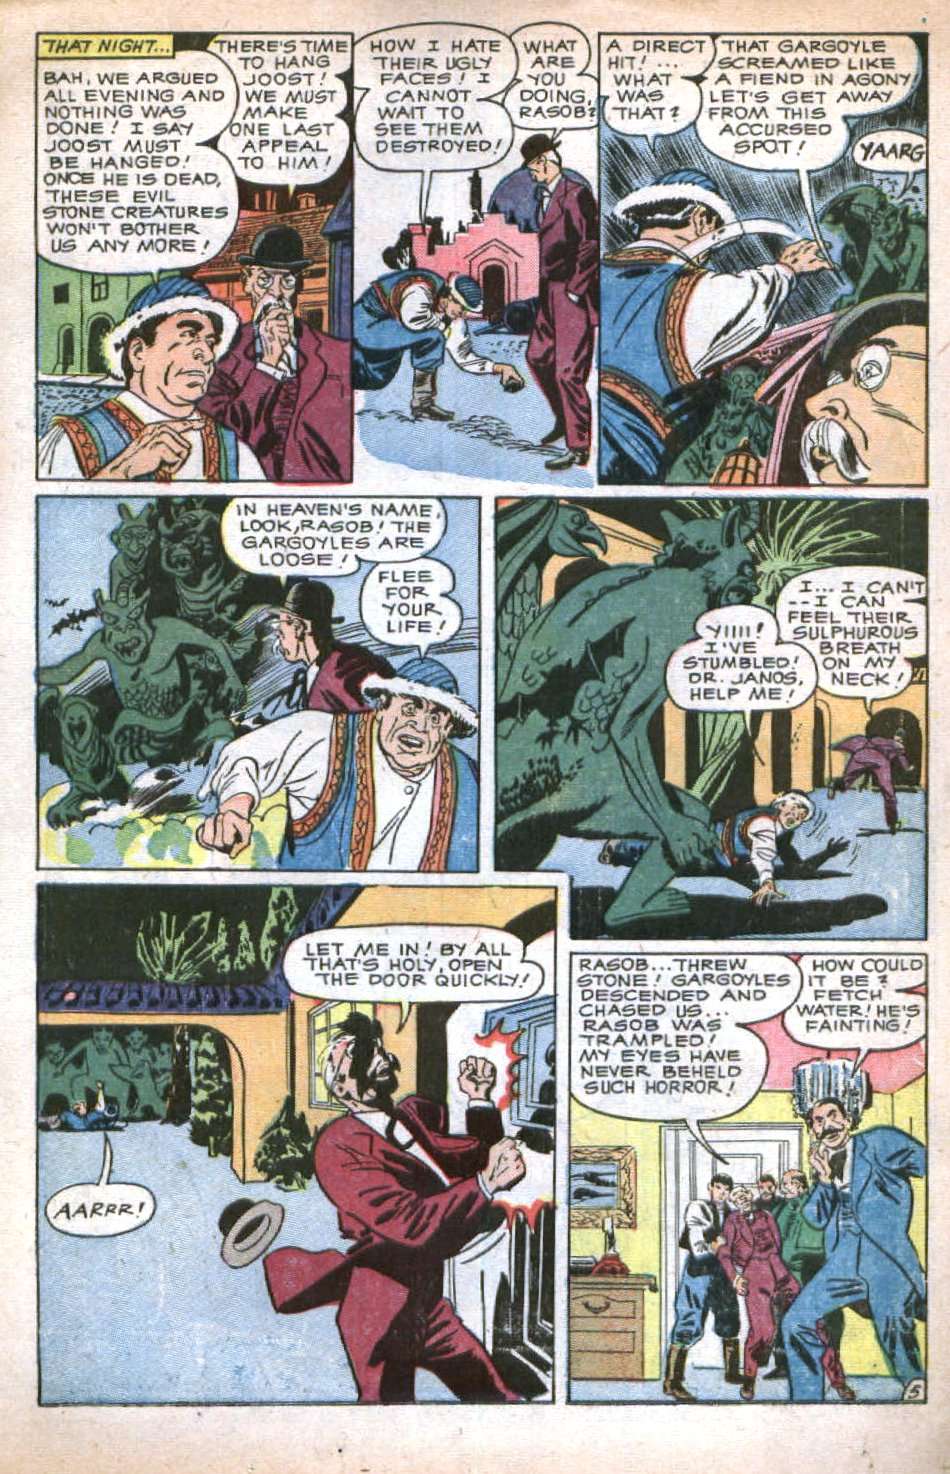 THAT NIGHT...
BAH, WE ARGUED
ALL EVENING AND
NOTHING WAS
DONE! I SAY
JOOST MUST
BE HANGED!
ONCE HE IS DEAD,
THESE EVIL
STONE CREATURES
WON'T BOTHER
US ANY MORE!
THERE'S TIME
TO HANG
JOOST!
WE MUST
MAKE
ONE LAST
APPEAL
TO HIM!
HOW I HATE
THEIR UGLY
FACES! I
CANNOT
WAIT TO
SEE THEM
DESTROYED!
WHAT
ARE
YOU
DOING,
RASOB?
A DIRECT
HIT!...
WHAT
WAS
THAT?
THAT GARGOYLE
SCREAMED LIKE
A FIEND IN AGONY!
LET'S GET AWAY
FROM THIS
ACCURSED
SPOT!
YAARG
IN HEAVEN'S NAME,
LOOK, RASOB! THE
GARGOYLES ARE
LOOSE!
FLEE
FOR
YOUR
LIFE!
YIIII!
I'VE
STUMBLED!
DR. JANOS,
HELP ME!
I... I CAN'T
--I CAN
FEEL THEIR
SULPHUROUS
BREATH
ON MY
NECK!
LET ME IN! BY ALL
THAT'S HOLY, OPEN
THE DOOR QUICKLY!
AARRR!
RASOB... THREW
STONE! GARGOYLES
DESCENDED AND
CHASED US...
RASOB WAS
TRAMPLED!
MY EYES HAVE
NEVER BEHELD
SUCH HORROR!
HOW COULD
IT BE?
FETCH
WATER! HE'S
FAINTING!
5